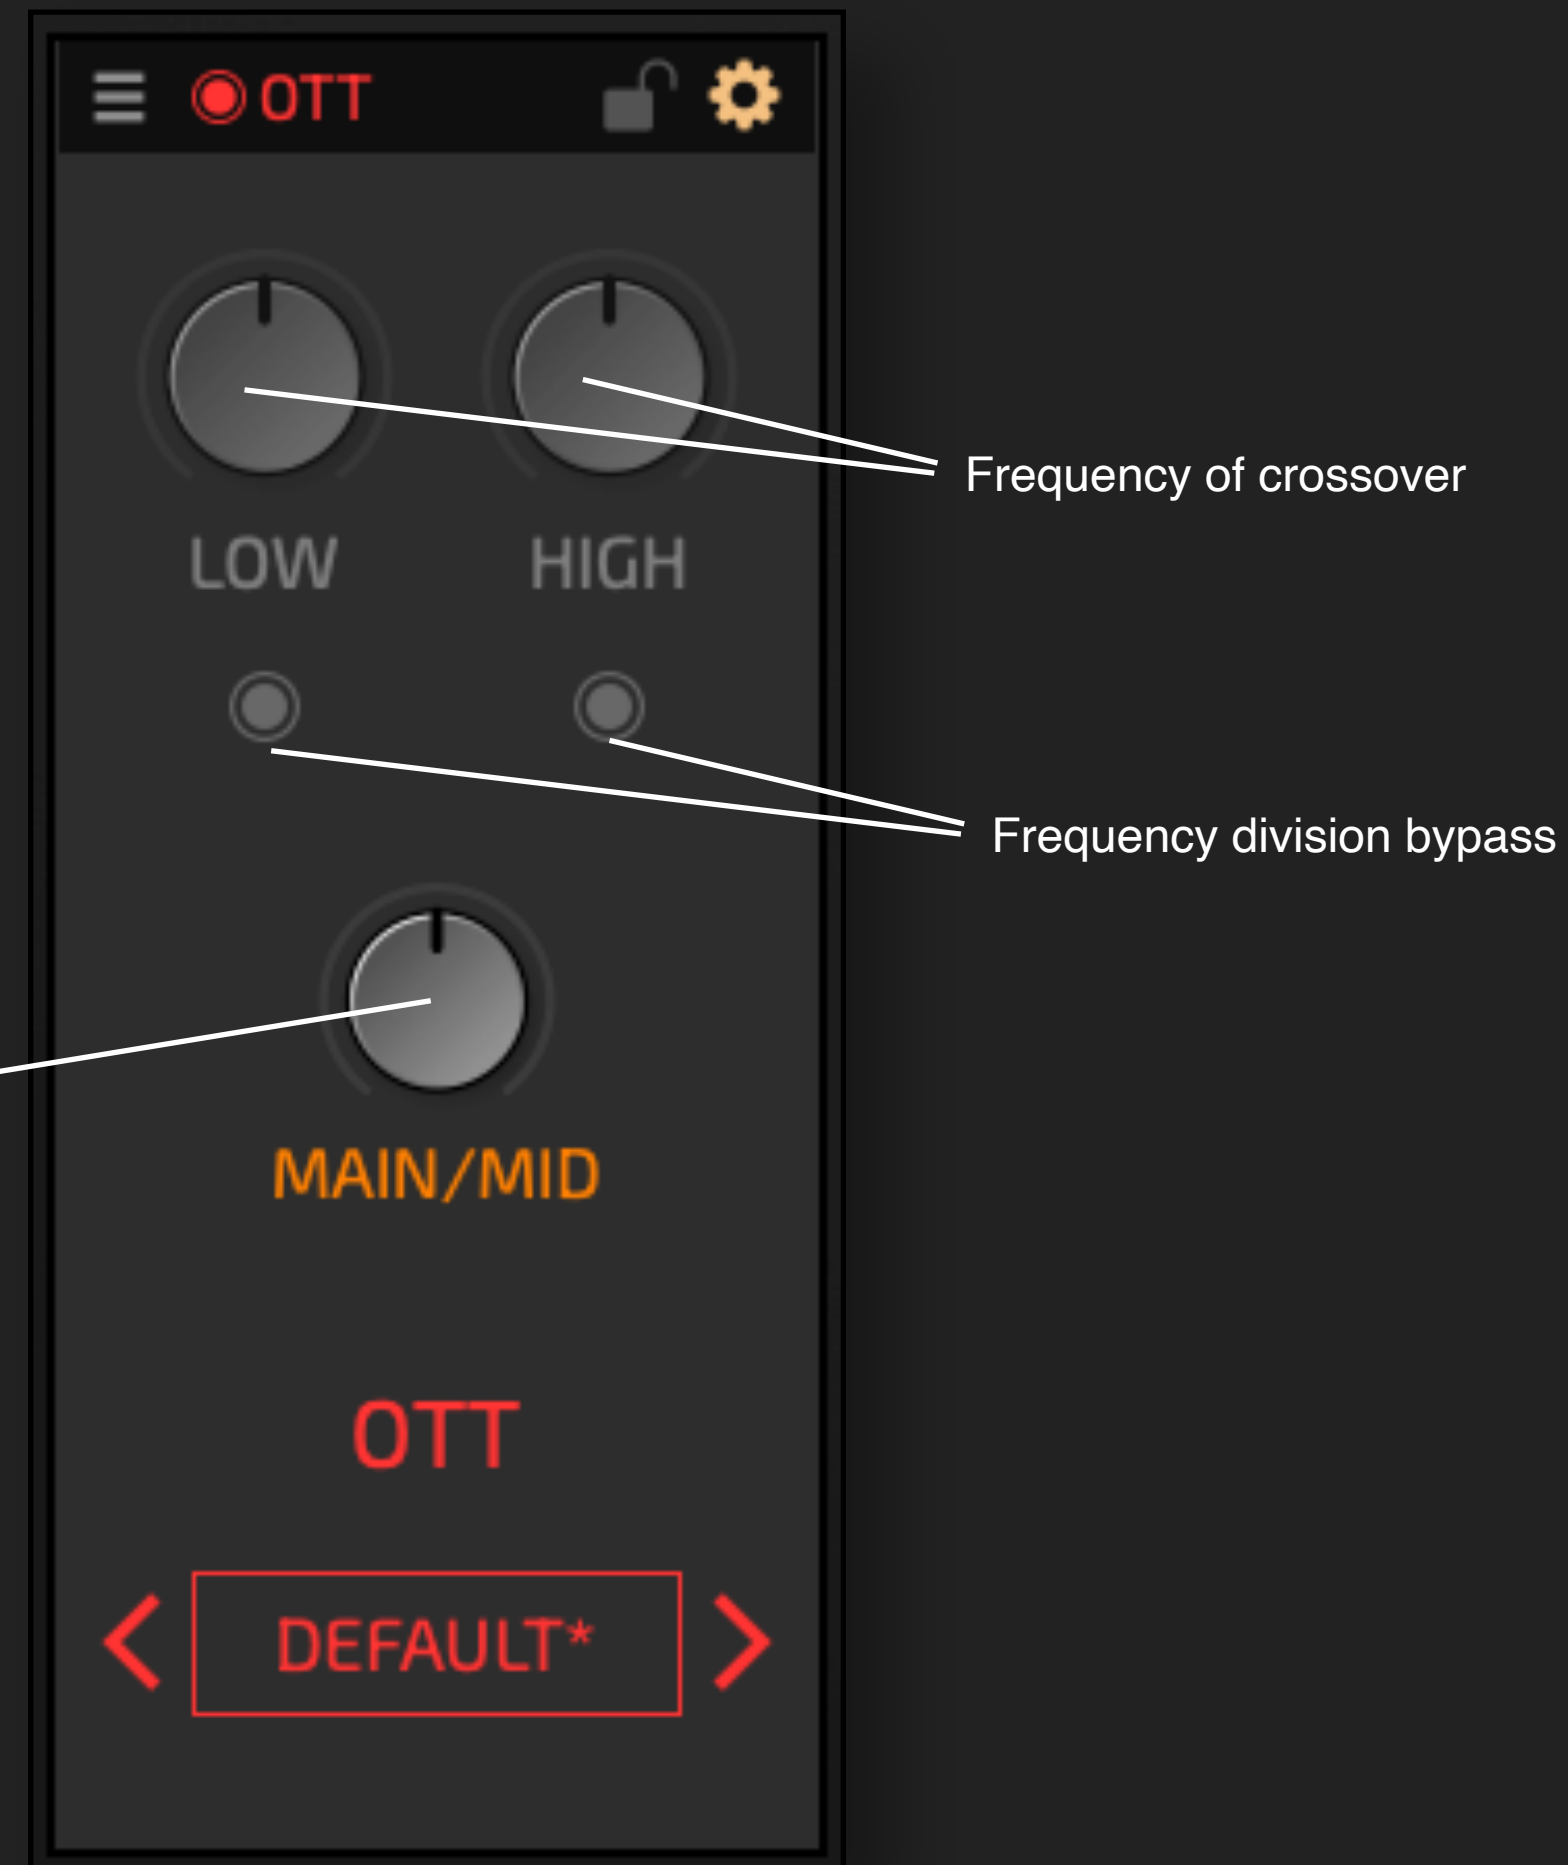 OTT
LOW HIGH
Frequency of crossover
Frequency division bypass
MAIN/MID
OTT
DEFAULT*